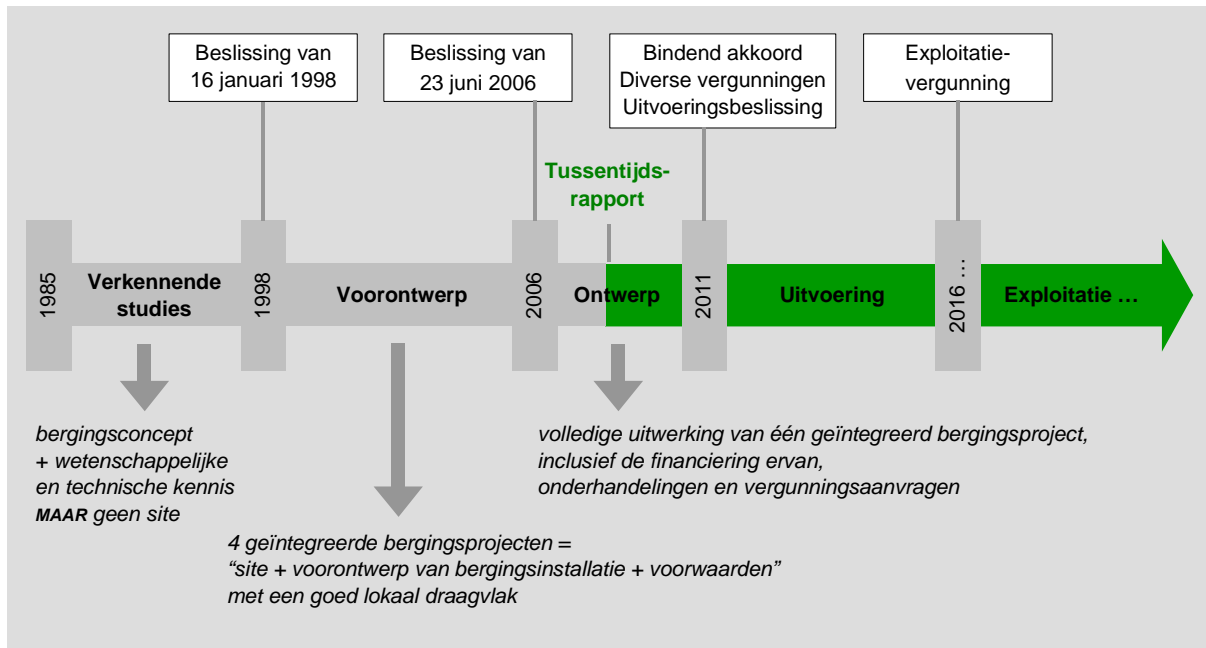 Beslissing van
16 januari 1998
Beslissing van
23 juni 2006
Bindend akkoord
Diverse vergunningen
Uitvoeringsbeslissing
Exploitatie-
vergunning
Tussentijds-
rapport
1985
Verkennende
studies
1998
Voorontwerp
2006
Ontwerp
2011
Uitvoering
2016 ...
Exploitatie ...
bergingsconcept
+ wetenschappelijke
en technische kennis
MAAR geen site
4 geïntegreerde bergingsprojecten =
“site + voorontwerp van bergingsinstallatie + voorwaarden”
met een goed lokaal draagvlak
volledige uitwerking van één geïntegreerd bergingsproject,
inclusief de financiering ervan,
onderhandelingen en vergunningsaanvragen